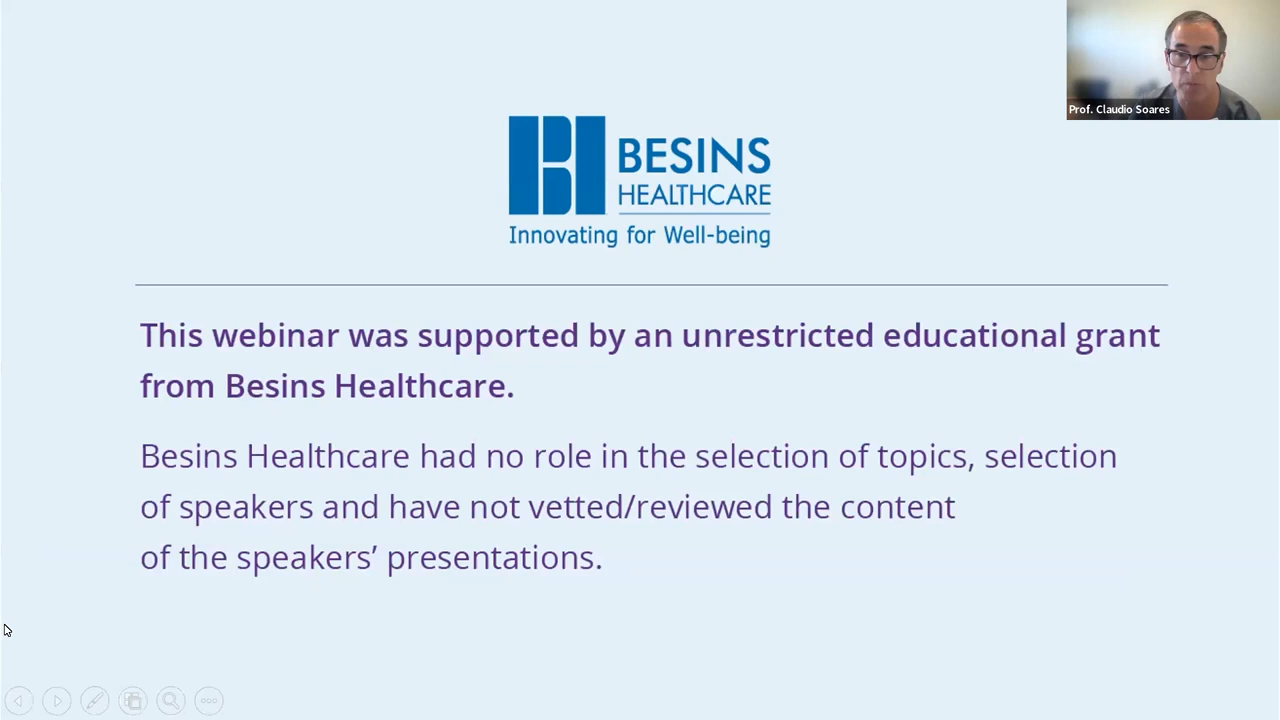 Prof. Claudio Soares
BESINS
HEALTHCARE
Innovating for Well-being
This webinar was supported by an unrestricted educational grant
from Besins Healthcare.
Besins Healthcare had no role in the selection of topics, selection
of speakers and have not vetted/reviewed the content
of the speakers’ presentations.